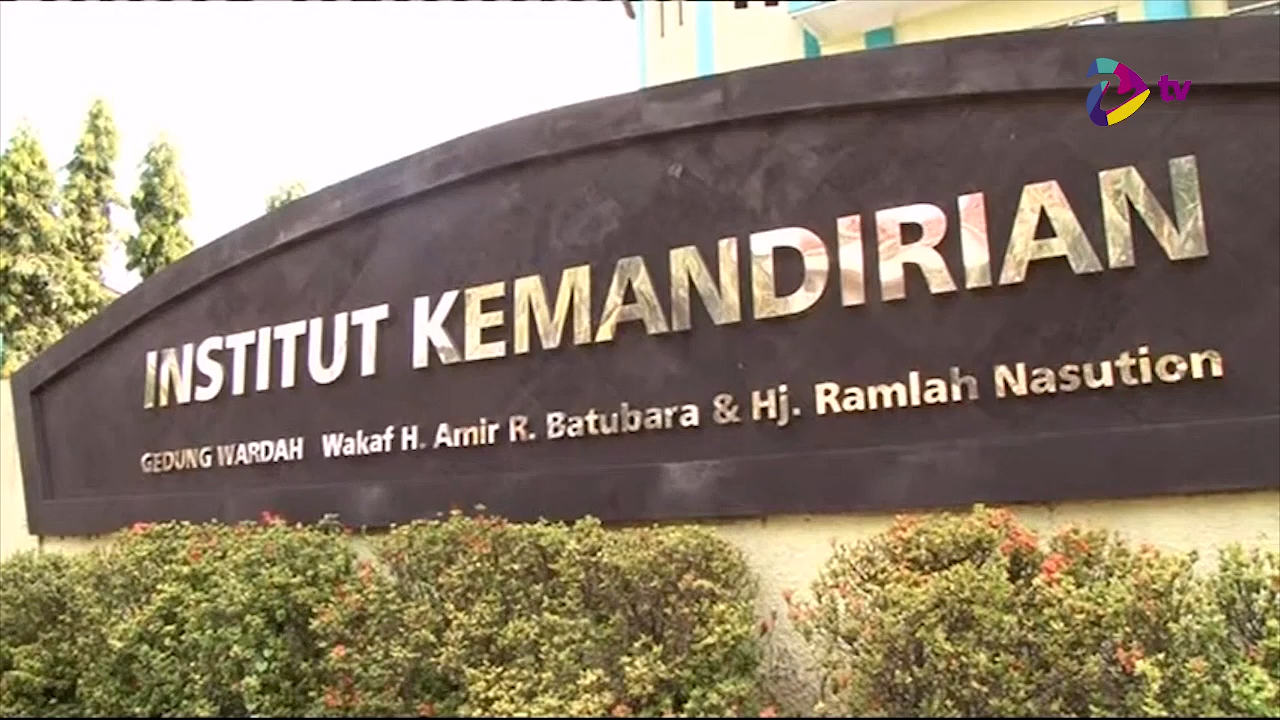 tv
INSTITUT KEMANDIRIAN
GEDUNG WARDAH Wakaf H. Amir R. Batubara & Hj. Ramlah Nasution